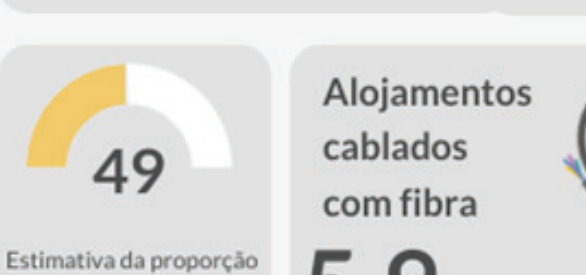 49
Estimativa da proporção
Alojamentos
cablados
com fibra